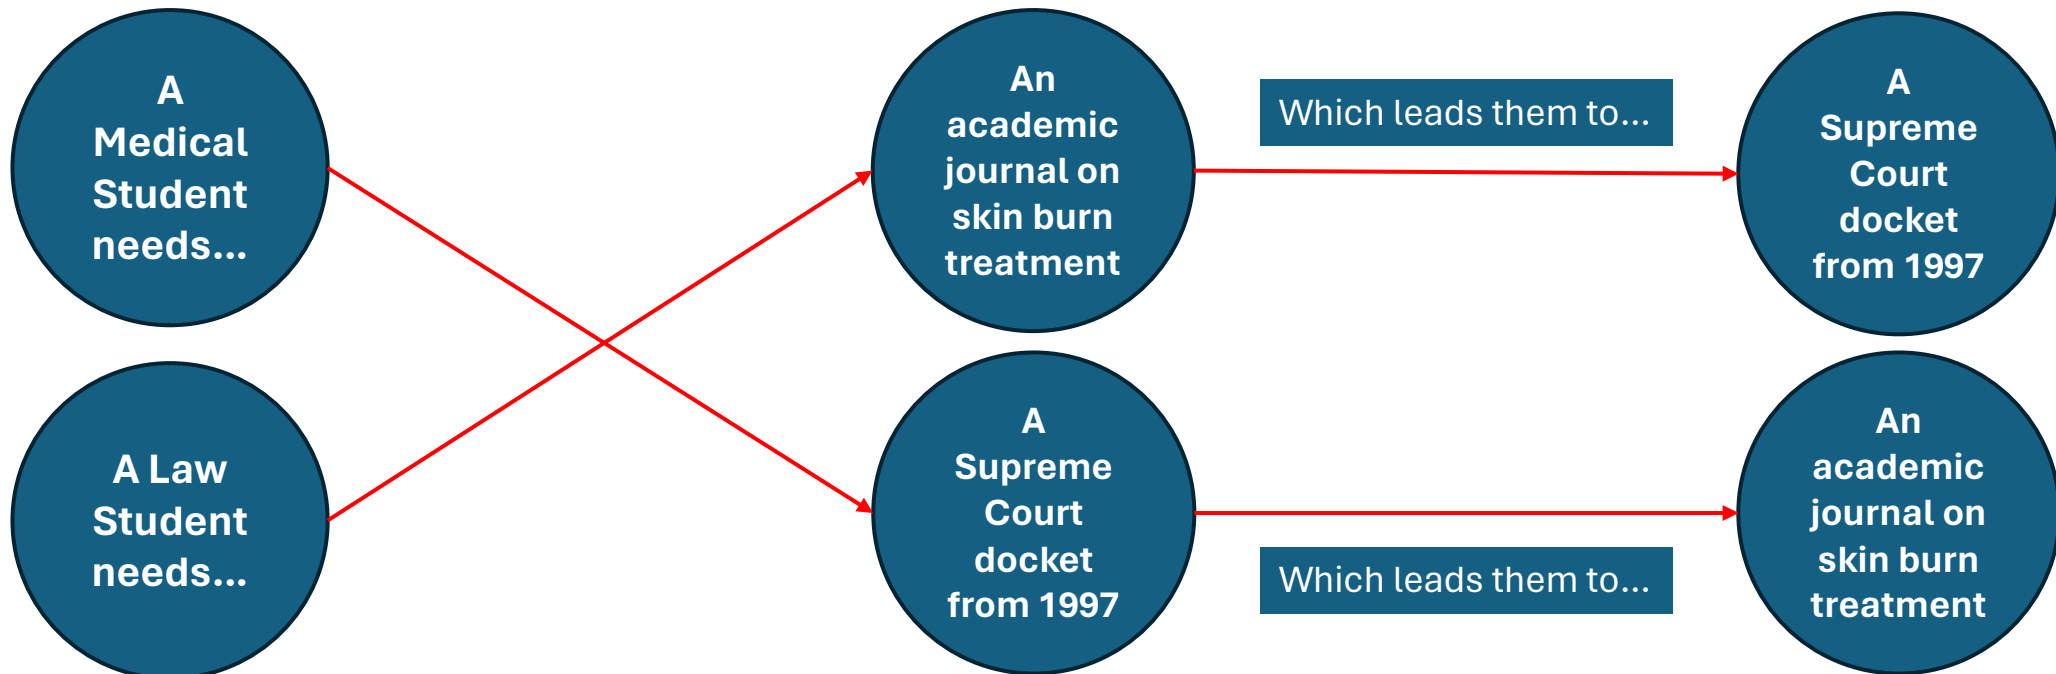 A
Medical
Student
needs...
A Law
Student
needs...
An
academic
journal on
skin burn
treatment
A
Supreme
Court
docket
from 1997
Which leads them to...
Which leads them to...
A
Supreme
Court
docket
from 1997
An
academic
journal on
skin burn
treatment